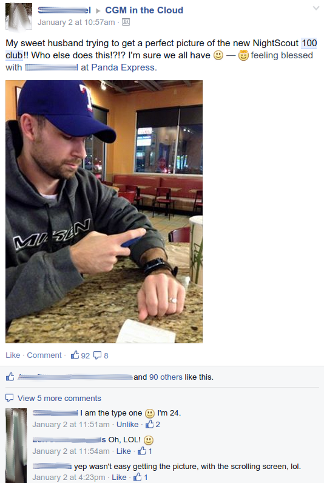 el ▸ CGM in the Cloud
January 2 at 10:57am ·
My sweet husband trying to get a perfect picture of the new NightScout 100
club!! Who else does this!?!? I'm sure we all have 😀 — 😇 feeling blessed
with l at Panda Express.
Like · Comment · 92 8
and 90 others like this.
View 5 more comments
I am the type one 😀 I'm 24.
January 2 at 11:51am · Unlike · 2
s Oh, LOL! 😀
January 2 at 11:54am · Like · 1
a yep wasn't easy getting the picture, with the scrolling screen, lol.
January 2 at 4:23pm · Like · 1